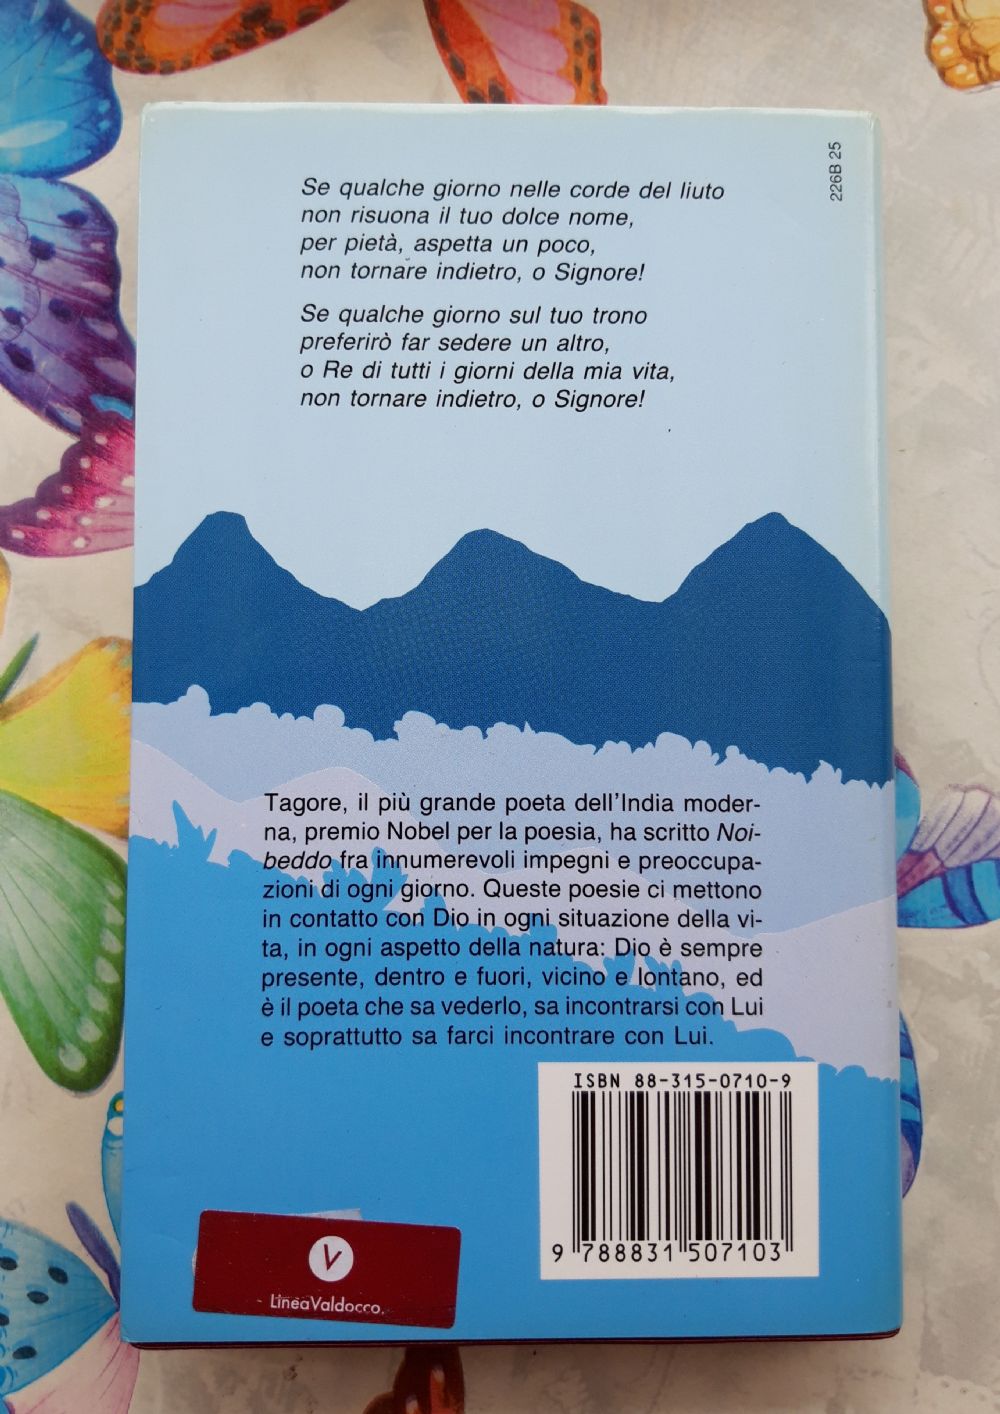 226B 25
Se qualche giorno nelle corde del liuto
non risuona il tuo dolce nome,
per pietà, aspetta un poco,
non tornare indietro, o Signore!
Se qualche giorno sul tuo trono
preferirò far sedere un altro,
o Re di tutti i giorni della mia vita,
non tornare indietro, o Signore!
Tagore, il più grande poeta dell'India moder-
na, premio Nobel per la poesia, ha scritto Noi-
beddo fra innumerevoli impegni e preoccupa-
zioni di ogni giorno. Queste poesie ci mettono
in contatto con Dio in ogni situazione della vi-
ta, in ogni aspetto della natura: Dio è sempre
presente, dentro e fuori, vicino e lontano, ed
è il poeta che sa vederlo, sa incontrarsi con Lui
e soprattutto sa farci incontrare con Lui.
ISBN 88-315-0710-9
9 788831 507103
V
LineaValdocco.